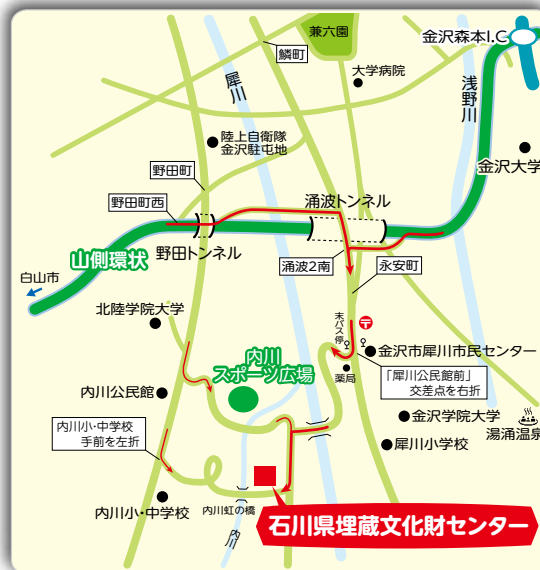 兼六園
金沢森本I.C
鱗町
大学病院
犀川
浅野川
陸上自衛隊
金沢駐屯地
金沢大学
野田町
野田町西
涌波トンネル
野田トンネル
山側環状
涌波2南
永安町
白山市
北陸学院大学
末バス停
金沢市犀川市民センター
内川
スポーツ広場
薬局
「犀川公民館前」
交差点を右折
内川公民館
金沢学院大学
湯涌温泉
内川小・中学校
手前を左折
犀川小学校
内川小・中学校
内川虹の橋
石川県埋蔵文化財センター
内川